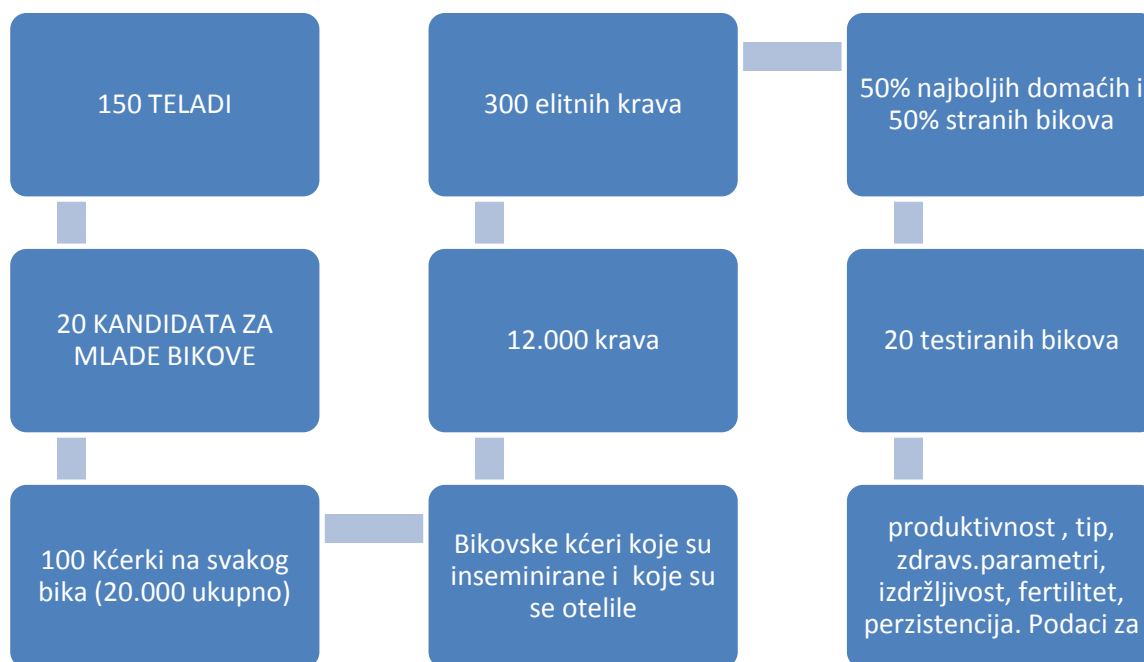 150 TELADI
20 KANDIDATA ZA
MLADE BIKOVE
100 Kćerki na svakog
bika (20.000 ukupno)
Bikovske kćeri koje su
inseminirane i koje su
se otelile
12.000 krava
300 elitnih krava
50% najboljih domaćih i
50% stranih bikova
20 testiranih bikova
produktivnost , tip,
zdravs.parametri,
izdržljivost, fertilitet,
perzistencija. Podaci za